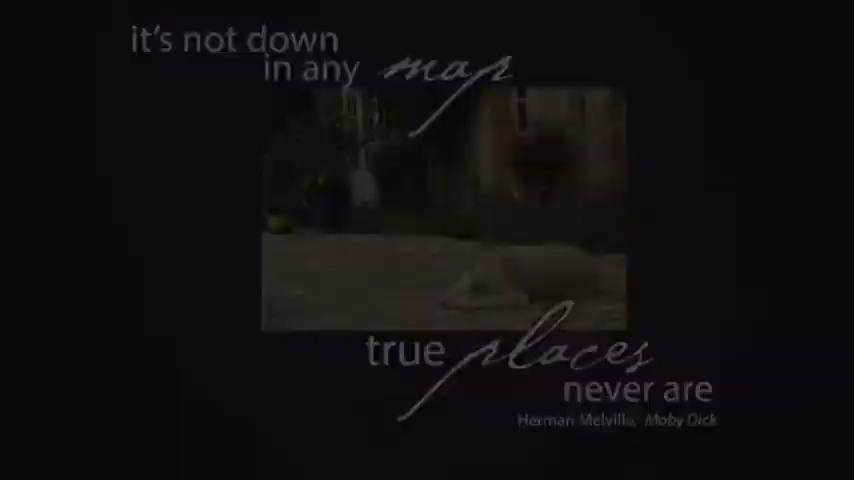 it's not down
in any map
true places
never are
Herman Melville, Moby Dick